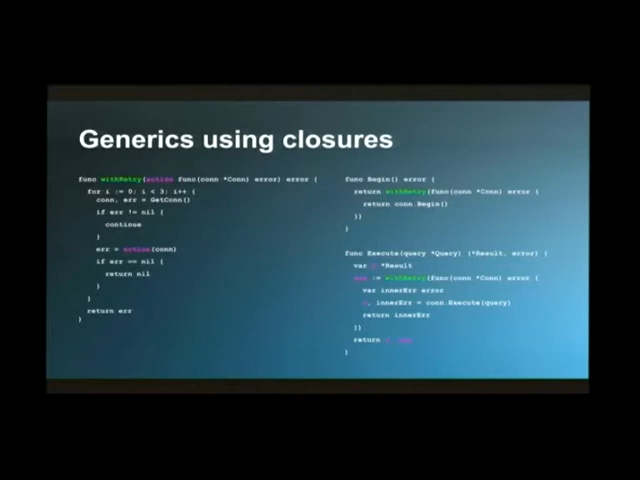 Generics using closures
func withRetry(action func(conn *Conn) error) error {
for i := 0; i < 3; i++ {
conn, err = GetConn()
if err != nil {
continue
}
err = action(conn)
if err == nil {
return nil
}
}
return err
}
func Begin() error {
return withRetry(func(conn *Conn) error {
return conn.Begin()
})
}
func Execute(query *Query) (*Result, error) {
var *Result
:= withRetry(func(conn *Conn) error {
var innerErr error
, innerErr = conn.Execute(query)
return innerErr
})
return
}